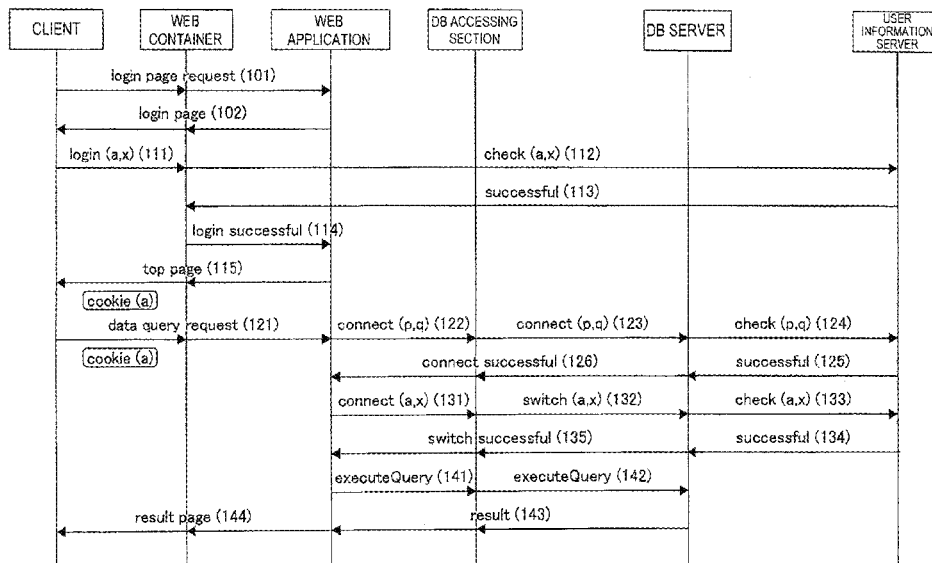 CLIENT
WEB
CONTAINER
WEB
APPLICATION
DB ACCESSING
SECTION
DB SERVER
USER
INFORMATION
SERVER
login page request (101)
login page (102)
login (a,x) (111)
check (a,x) (112)
successful (113)
login successful (114)
top page (115)
cookie (a)
data query request (121)
connect (p,q) (122)
connect (p,q) (123)
check (p,q) (124)
cookie (a)
connect successful (126)
successful (125)
connect (a,x) (131)
switch (a,x) (132)
check (a,x) (133)
switch successful (135)
successful (134)
executeQuery (141)
executeQuery (142)
result page (144)
result (143)